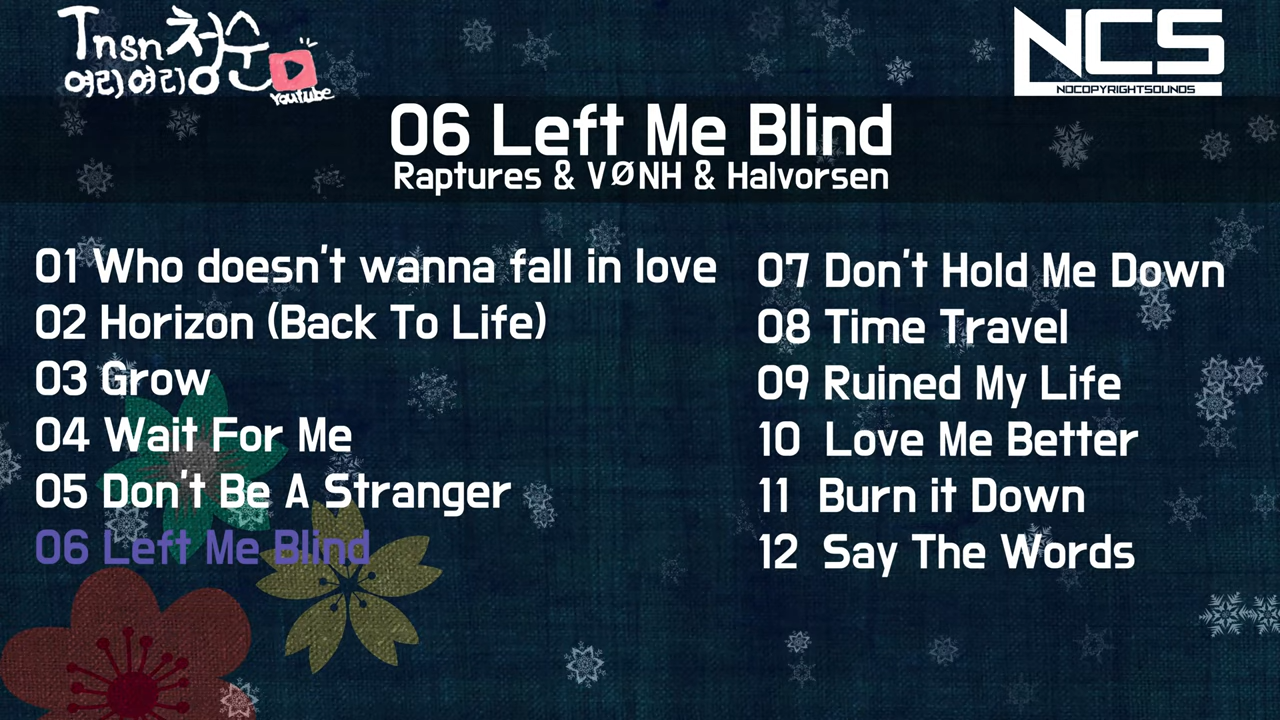 Tnsn청순
여리여리
YouTube
NCS
NOCOPYRIGHTSOUNDS
06 Left Me Blind
Raptures & VØNH & Halvorsen
01 Who doesn't wanna fall in love
02 Horizon (Back To Life)
03 Grow
04 Wait For Me
05 Don't Be A Stranger
06 Left Me Blind
07 Don't Hold Me Down
08 Time Travel
09 Ruined My Life
10 Love Me Better
11 Burn it Down
12 Say The Words